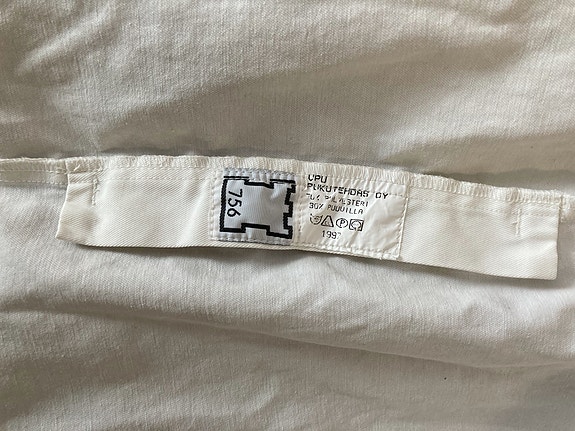 756
VPU
PUKUTEHDAS OY
POLYESTERI
30% PUUVILLA
P